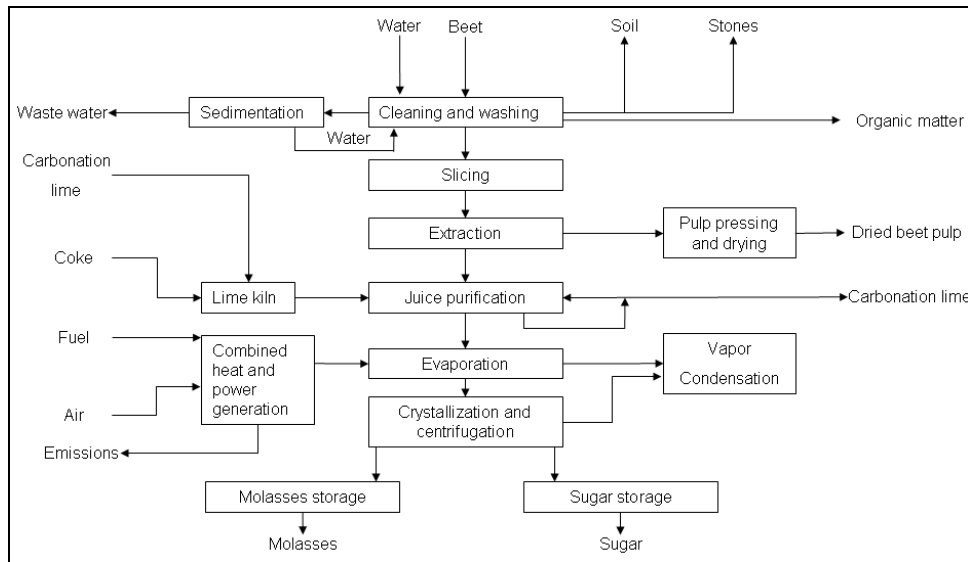 Water
Beet
Soil
Stones
Waste water
Sedimentation
Cleaning and washing
Organic matter
Water
Carbonation
lime
Slicing
Extraction
Pulp pressing
and drying
Dried beet pulp
Coke
Lime kiln
Juice purification
Carbonation lime
Fuel
Combined
heat and
power
generation
Evaporation
Vapor
Condensation
Air
Crystallization and
centrifugation
Emissions
Molasses storage
Sugar storage
Molasses
Sugar